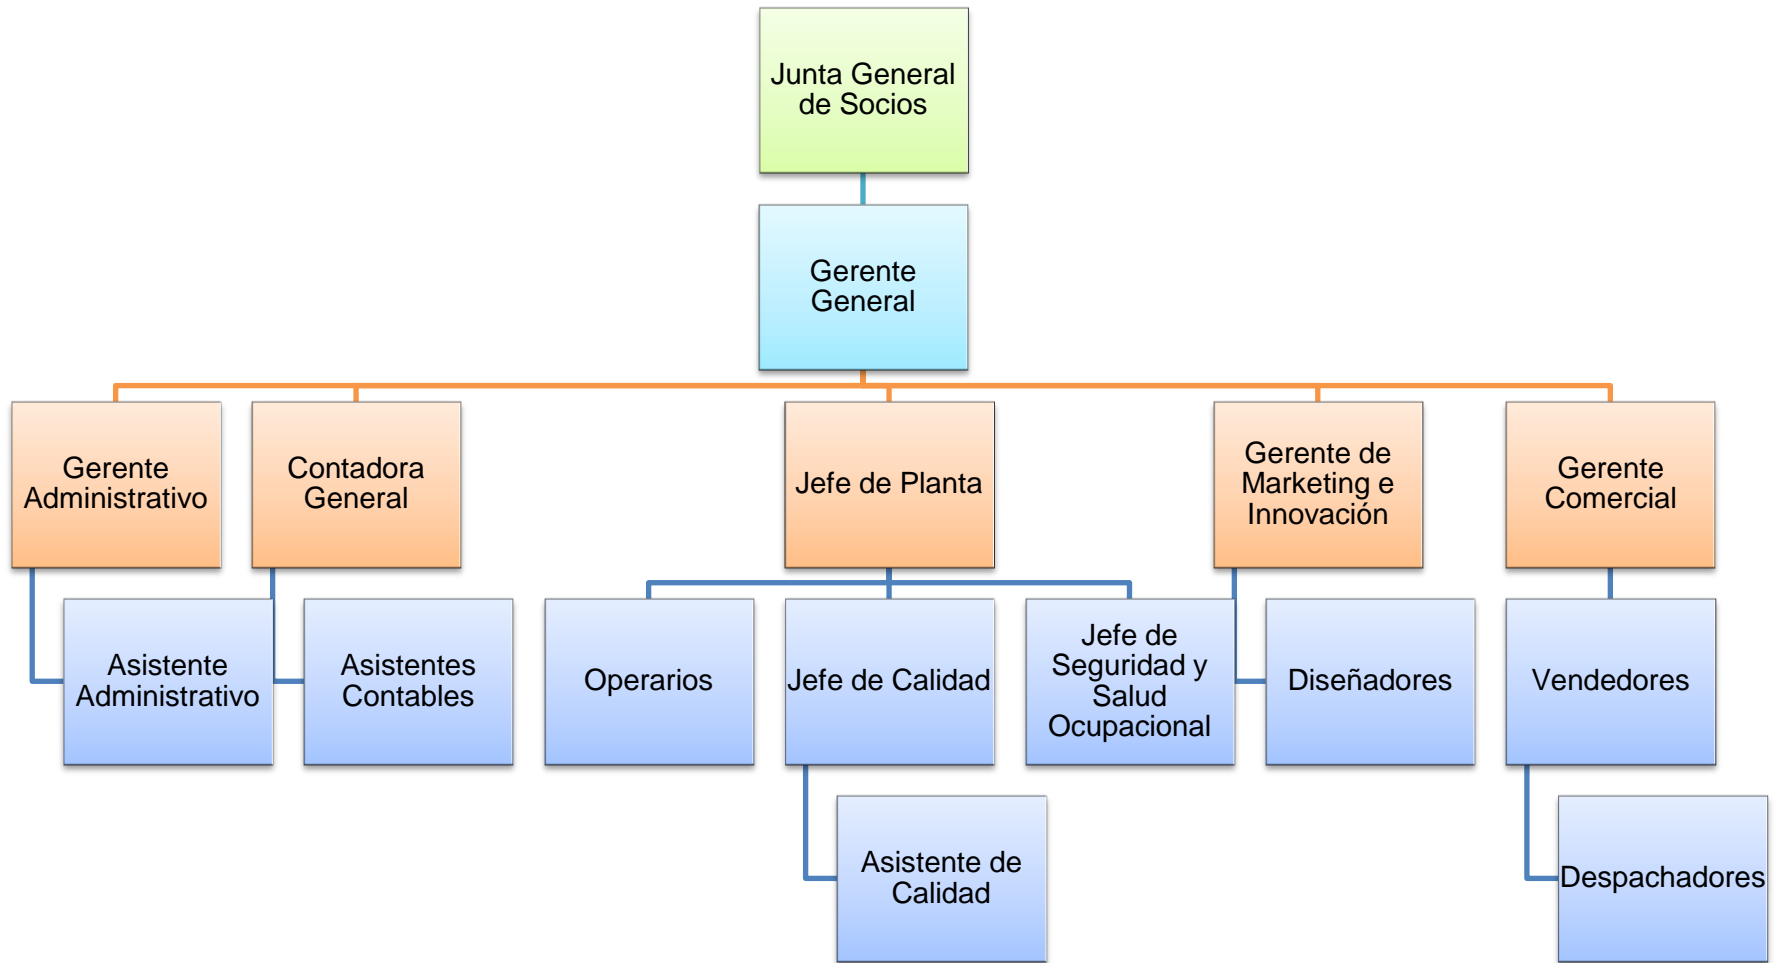 Junta General
de Socios
Gerente
General
Gerente
Administrativo
Contadora
General
Jefe de Planta
Gerente de
Marketing e
Innovación
Gerente
Comercial
Asistente
Administrativo
Asistentes
Contables
Operarios
Jefe de Calidad
Jefe de
Seguridad y
Salud
Ocupacional
Diseñadores
Vendedores
Asistente de
Calidad
Despachadores